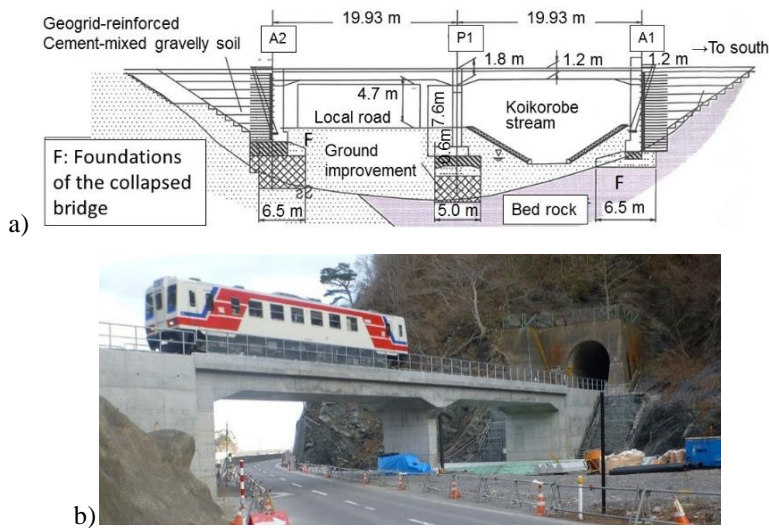 19.93 m
19.93 m
Geogrid-reinforced
Cement-mixed gravelly soil
A2
P1
A1
1.8 m
1.2 m
1.2 m
→To south
4.7 m
7.6m
Koikorobe
stream
Local road
F
Ground
improvement
0.6m
F: Foundations
of the collapsed
bridge
F
6.5 m
5.0 m
Bed rock
6.5 m
a)
b)